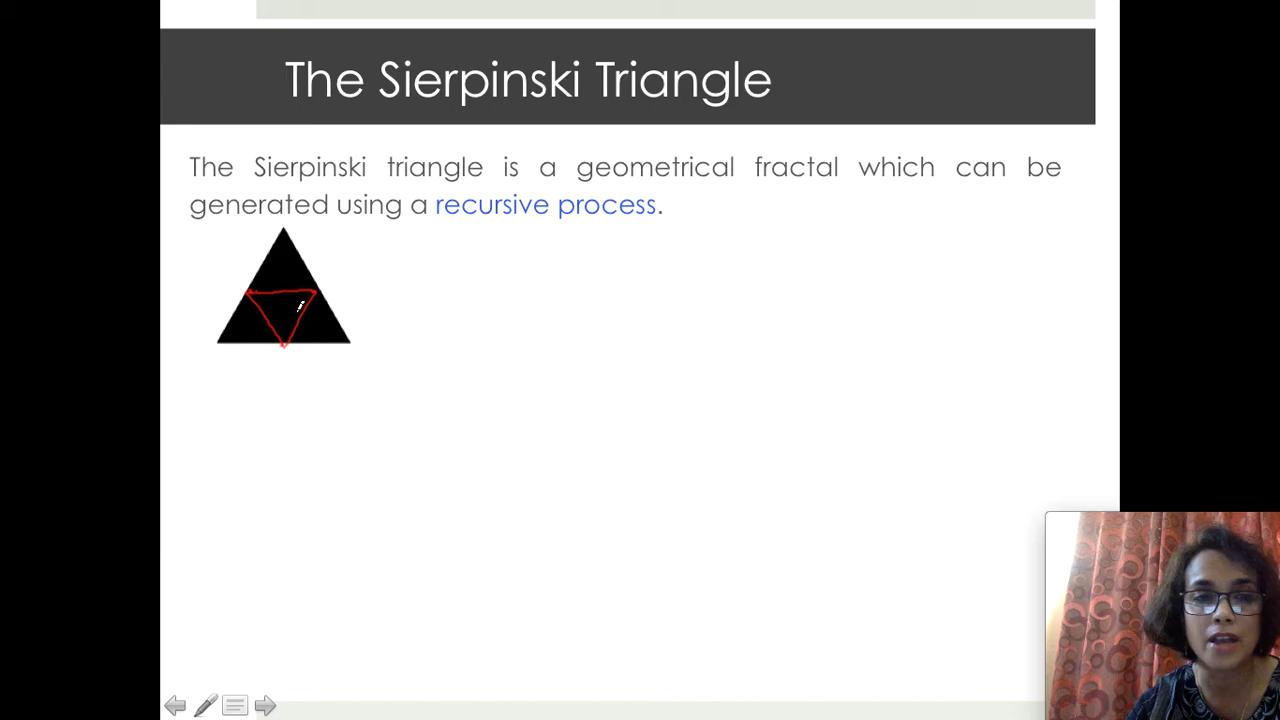 The Sierpinski Triangle
The Sierpinski triangle is a geometrical fractal which can be
generated using a recursive process.